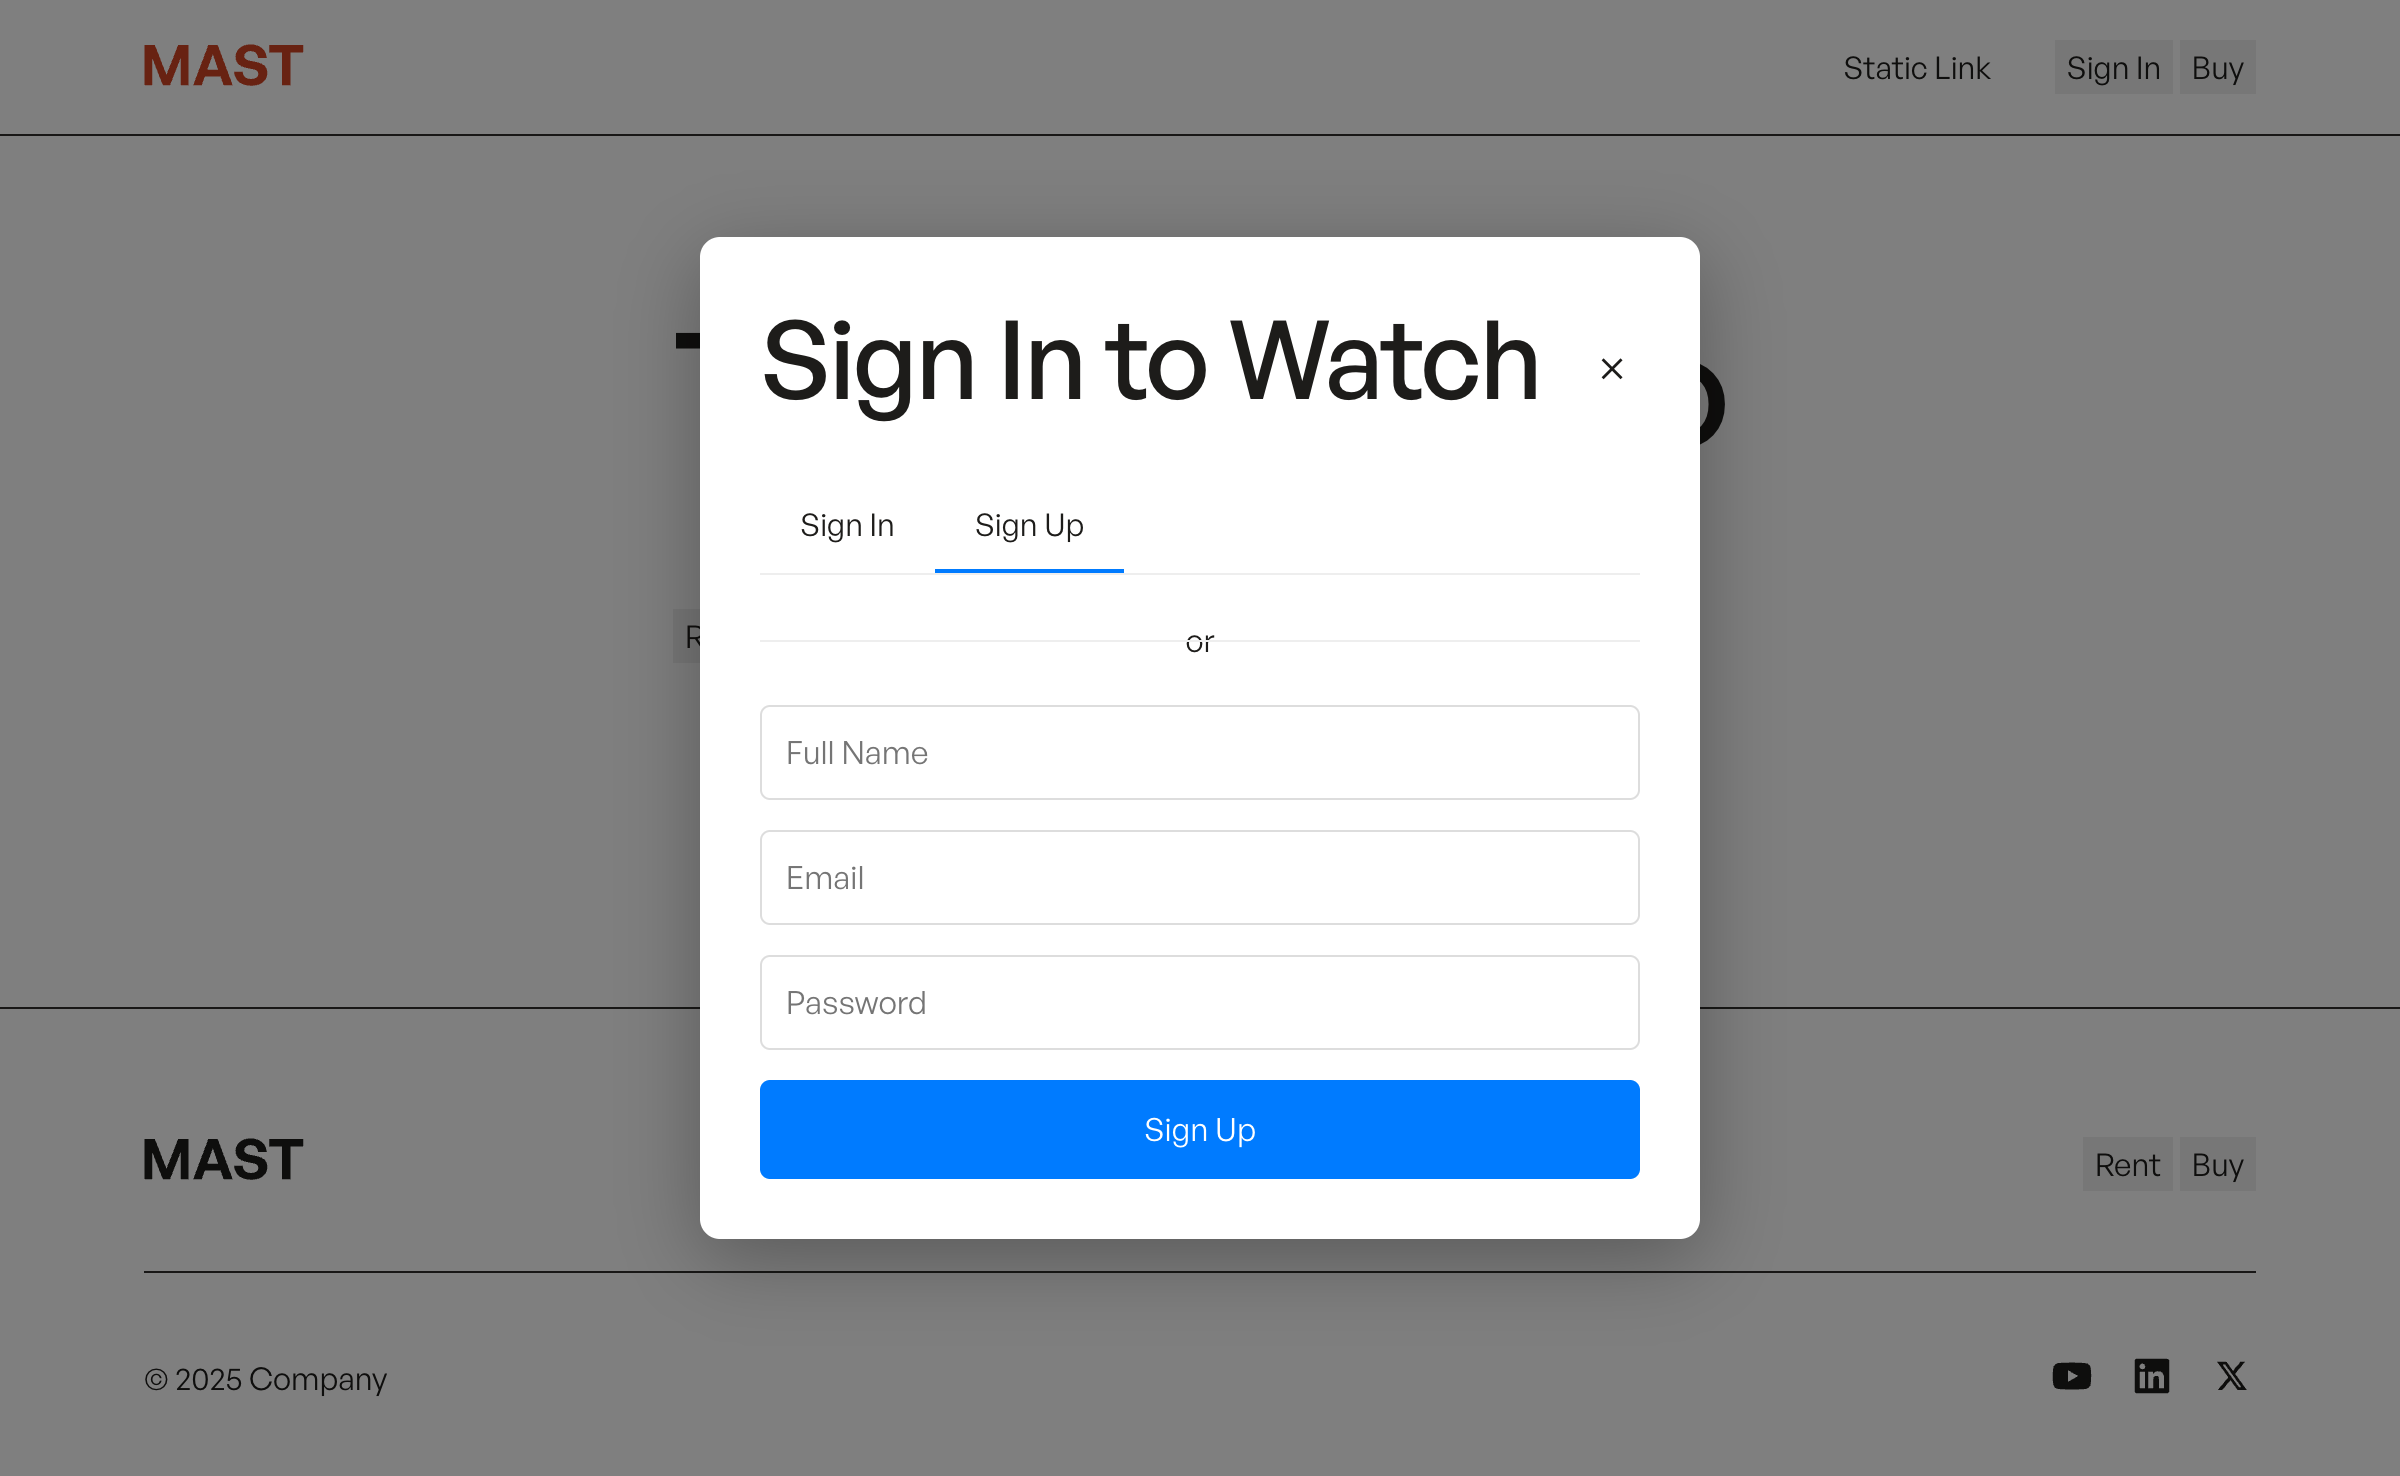 MAST
Static Link
Sign In
Buy
Sign In to Watch
Sign In
Sign Up
or
Full Name
Email
Password
Sign Up
MAST
Rent
Buy
© 2025 Company